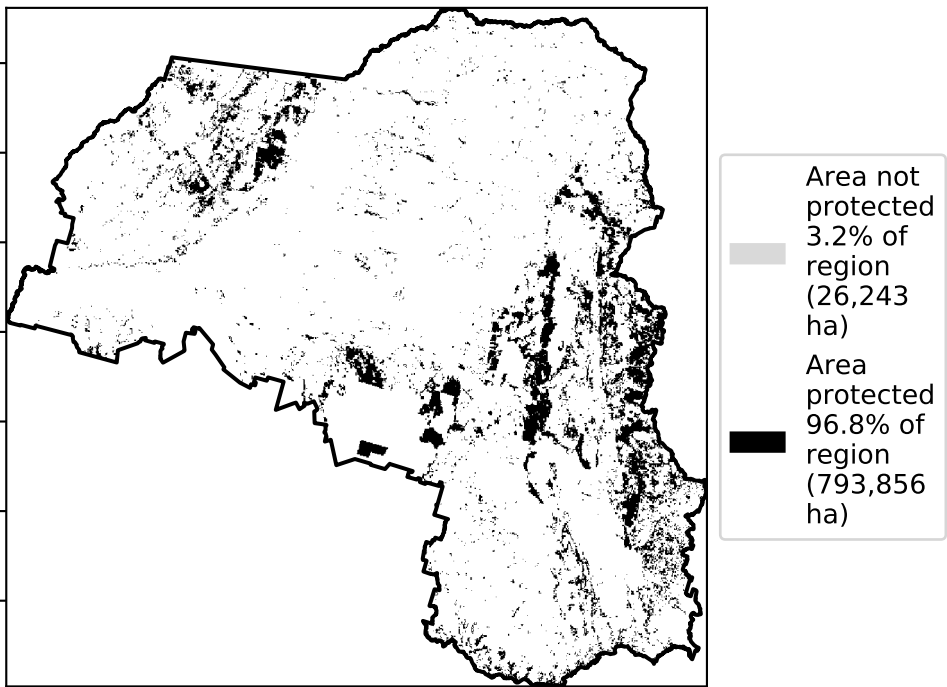 Area not
protected
3.2% of
region
(26,243
ha)
Area
protected
96.8% of
region
(793,856
ha)